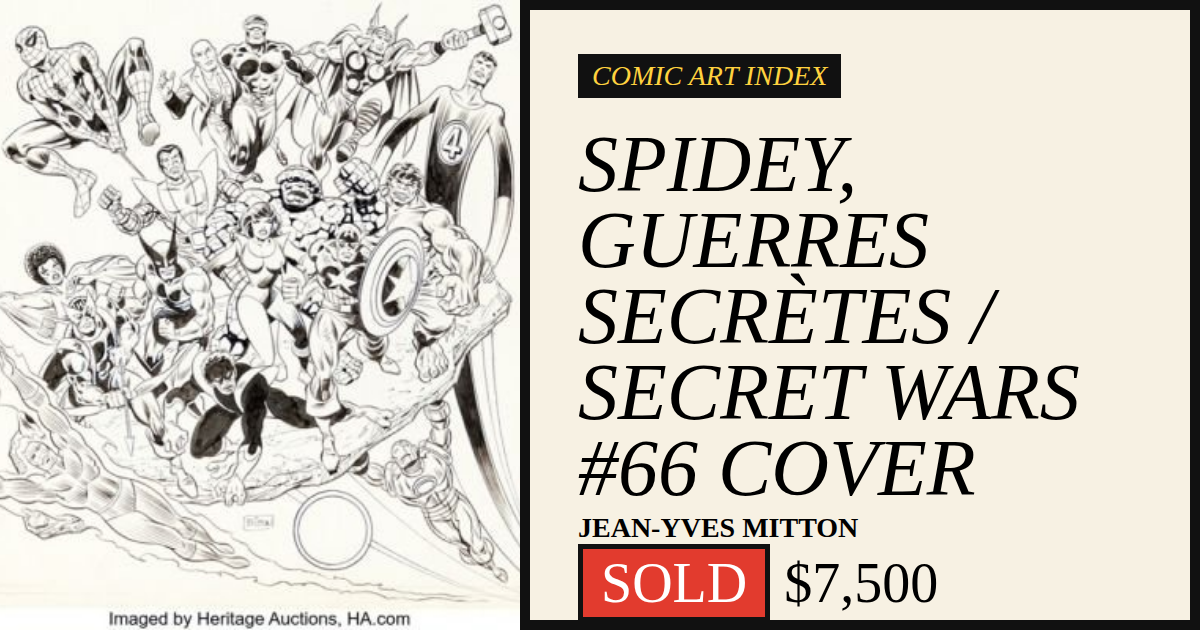 4
Imaged by Heritage Auctions, HA.com
COMIC ART INDEX
SPIDEY,
GUERRES
SECRÈTES /
SECRET WARS
#66 COVER
JEAN-YVES MITTON
SOLD $7,500